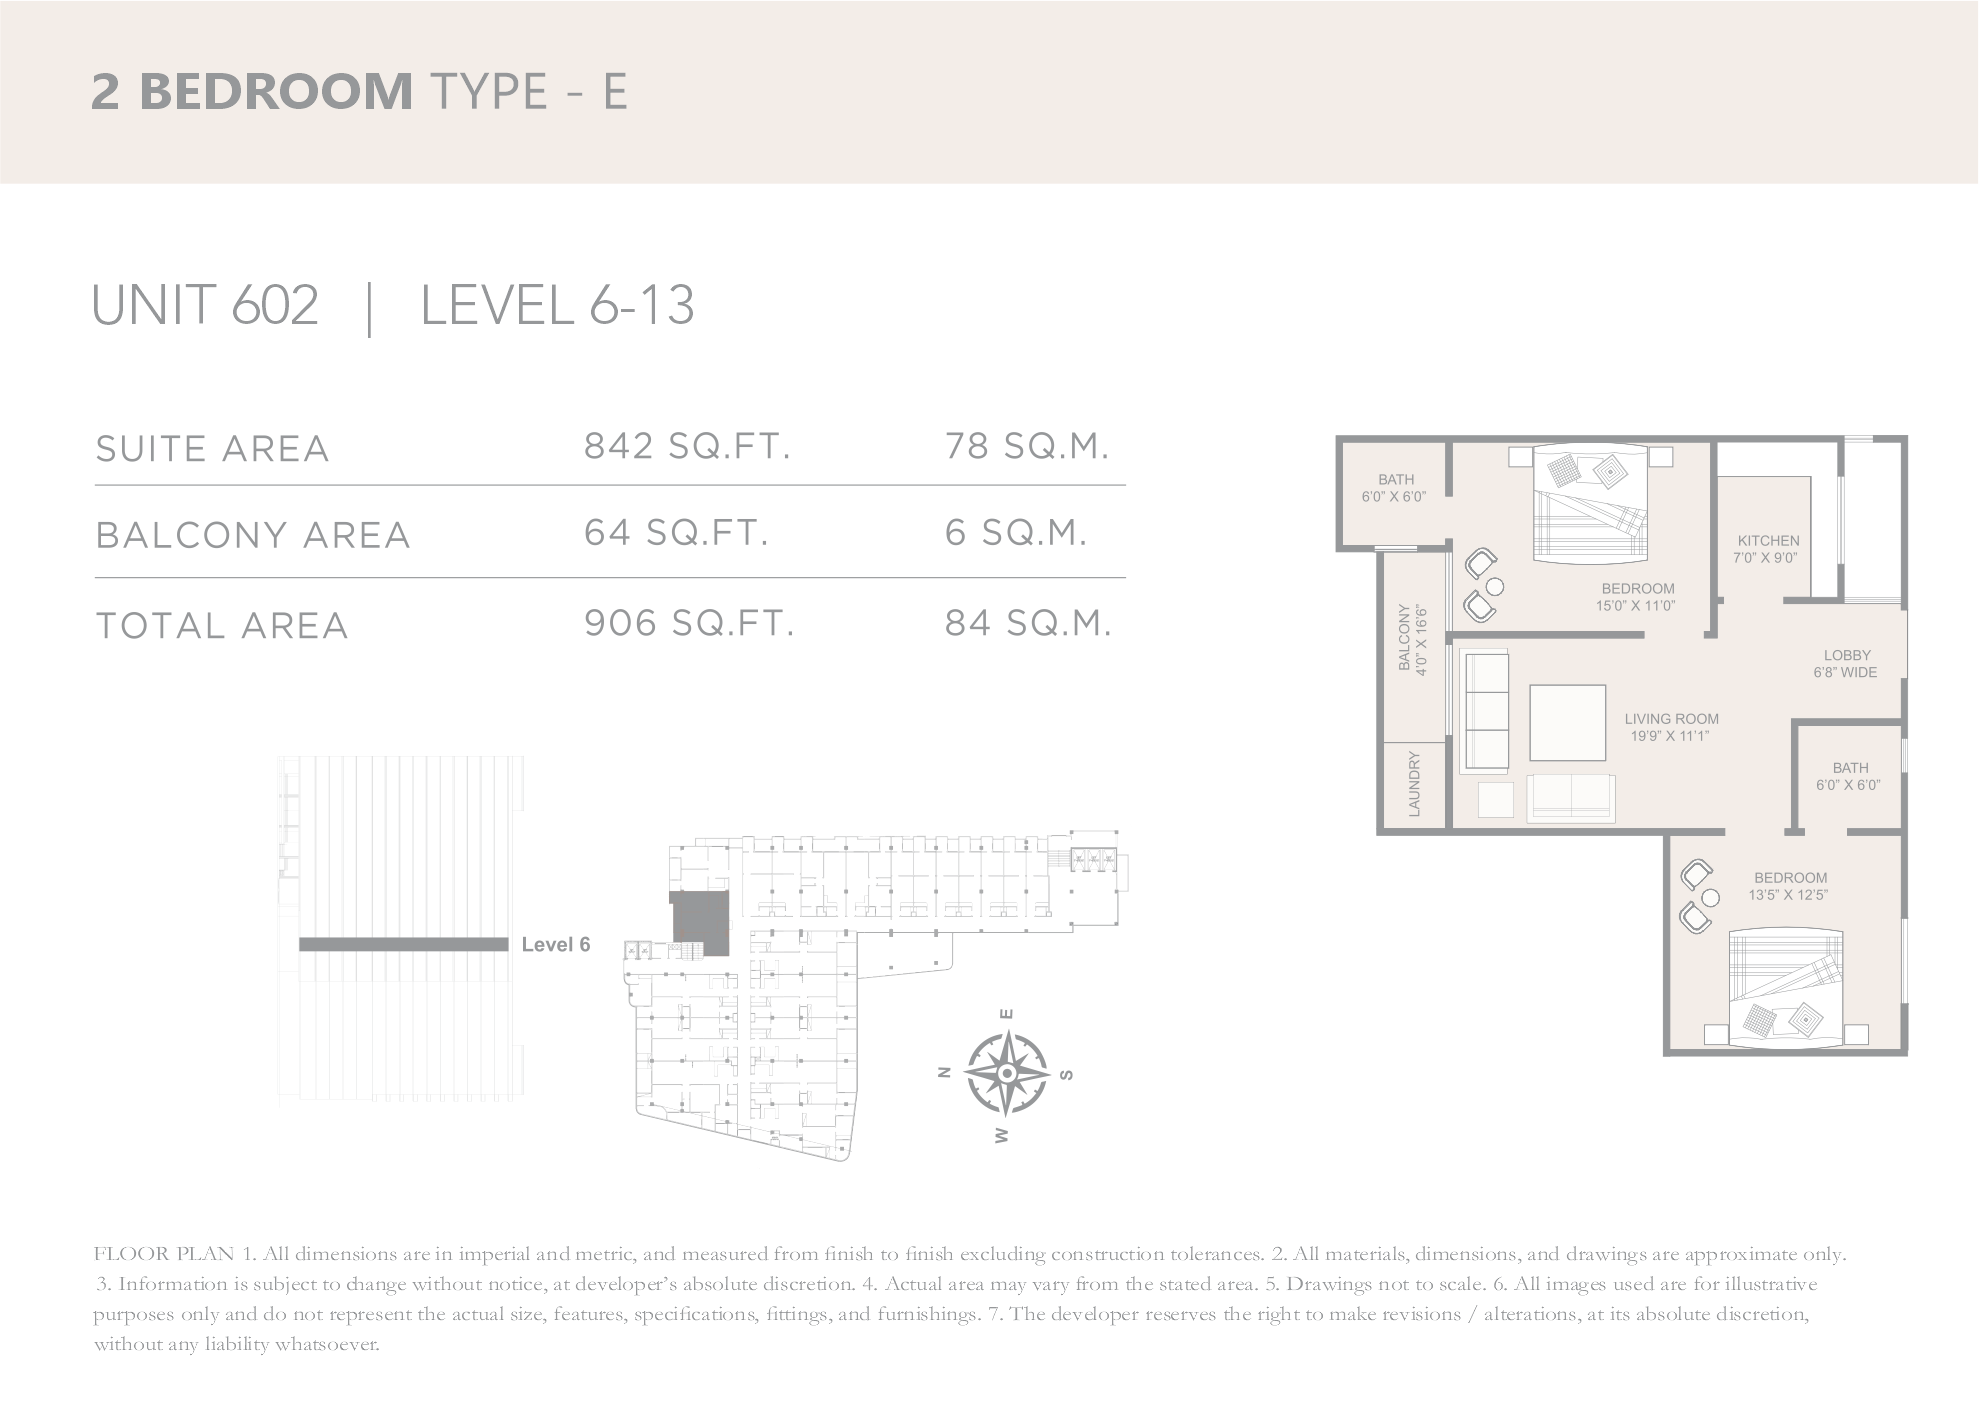 2 BEDROOM TYPE - E
UNIT 602 | LEVEL 6-13
SUITE AREA 842 SQ.FT. 78 SQ.M.
BALCONY AREA 64 SQ.FT. 6 SQ.M.
TOTAL AREA 906 SQ.FT. 84 SQ.M.
BATH
6'0" X 6'0"
KITCHEN
7'0" X 9'0"
BEDROOM
15'0" X 11'0"
BALCONY
4'0" X 16'6"
LOBBY
6'8" WIDE
LIVING ROOM
19'9" X 11'1"
LAUNDRY
BATH
6'0" X 6'0"
BEDROOM
13'5" X 12'5"
Level 6
E
N
S
W
FLOOR PLAN 1. All dimensions are in imperial and metric, and measured from finish to finish excluding construction tolerances. 2. All materials, dimensions, and drawings are approximate only.
3. Information is subject to change without notice, at developer's absolute discretion. 4. Actual area may vary from the stated area. 5. Drawings not to scale. 6. All images used are for illustrative
purposes only and do not represent the actual size, features, specifications, fittings, and furnishings. 7. The developer reserves the right to make revisions / alterations, at its absolute discretion,
without any liability whatsoever.